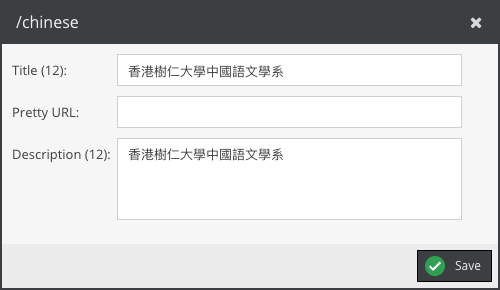 /chinese
Title (12):
香港樹仁大學中國語文學系
Pretty URL:
Description (12):
香港樹仁大學中國語文學系
Save